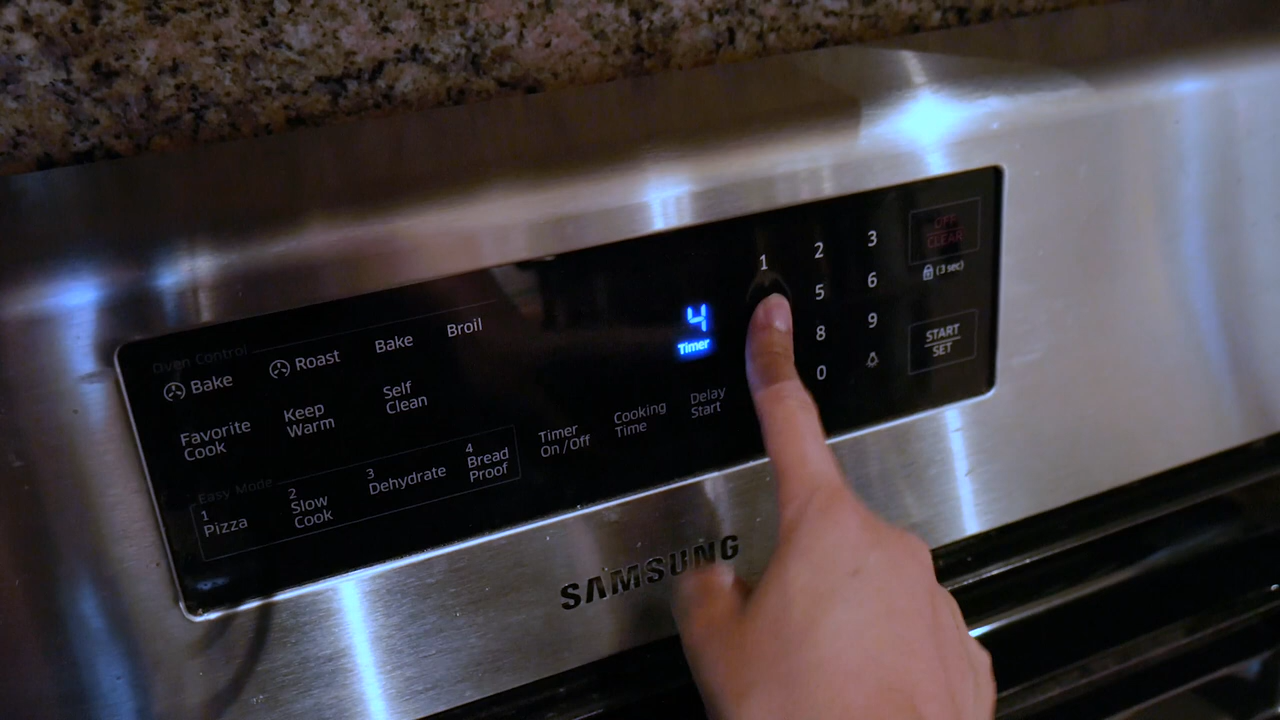 Oven Control
Bake
Roast
Bake
Broil
Favorite
Cook
Keep
Warm
Self
Clean
Easy Mode
1
Pizza
2
Slow
Cook
3
Dehydrate
4
Bread
Proof
4
Timer
Timer
On/Off
Cooking
Time
Delay
Start
1 2 3
5 6
8 9
0
OFF
CLEAR
(3 sec)
START
SET
SAMSUNG